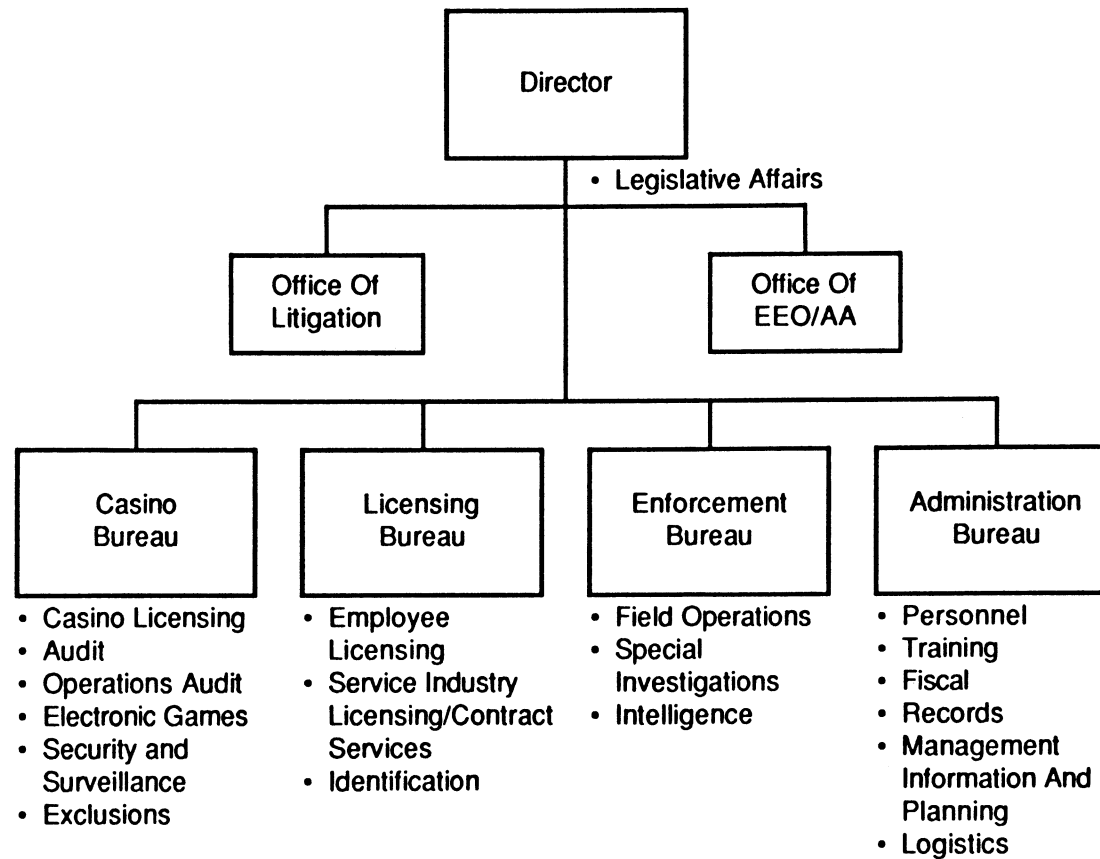 Director
• Legislative Affairs
Office Of
Litigation
Office Of
EEO/AA
Casino
Bureau
• Casino Licensing
• Audit
• Operations Audit
• Electronic Games
• Security and
Surveillance
• Exclusions
Licensing
Bureau
• Employee
Licensing
• Service Industry
Licensing/Contract
Services
• Identification
Enforcement
Bureau
• Field Operations
• Special
Investigations
• Intelligence
Administration
Bureau
• Personnel
• Training
• Fiscal
• Records
• Management
Information And
Planning
• Logistics